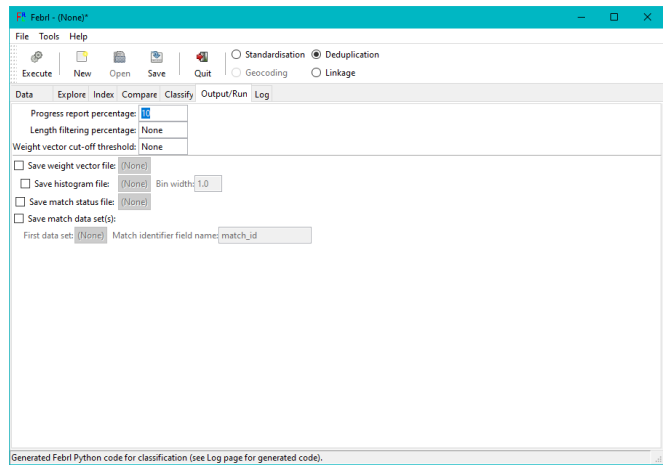 Febrl - (None)*
File Tools Help
Execute New Open Save Quit Standardisation Deduplication
Geocoding Linkage
Data Explore Index Compare Classify Output/Run Log
Progress report percentage: 10
Length filtering percentage: None
Weight vector cut-off threshold: None
Save weight vector file: (None)
Save histogram file: (None) Bin width: 1.0
Save match status file: (None)
Save match data set(s):
First data set: (None) Match identifier field name: match_id
Generated Febrl Python code for classification (see Log page for generated code).